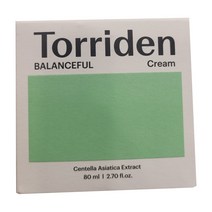 Torriden
BALANCEFUL Cream
Centella Asiatica Extract
80 ml | 2.70 fl.oz.